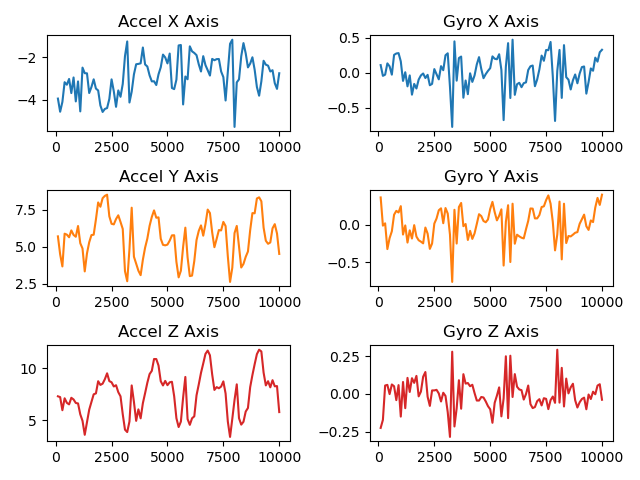 Accel X Axis
−2
−4
0 2500 5000 7500 10000
Gyro X Axis
0.5
0.0
−0.5
0 2500 5000 7500 10000
Accel Y Axis
7.5
5.0
2.5
0 2500 5000 7500 10000
Gyro Y Axis
0.0
−0.5
0 2500 5000 7500 10000
Accel Z Axis
10
5
0 2500 5000 7500 10000
Gyro Z Axis
0.25
0.00
−0.25
0 2500 5000 7500 10000